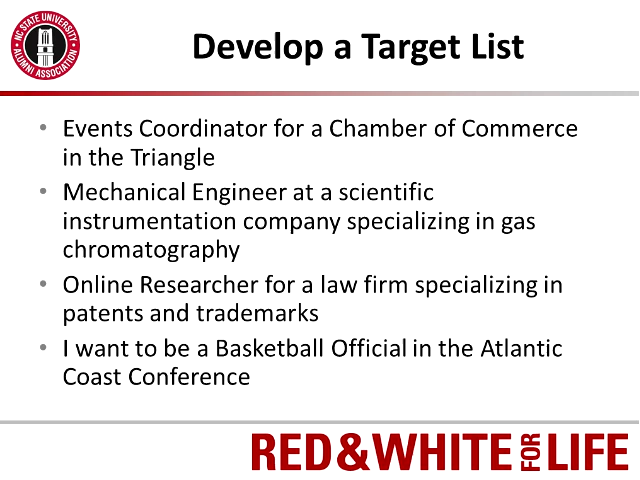 NC STATE UNIVERSITY
ALUMNI ASSOCIATION
Develop a Target List
• Events Coordinator for a Chamber of Commerce
in the Triangle
• Mechanical Engineer at a scientific
instrumentation company specializing in gas
chromatography
• Online Researcher for a law firm specializing in
patents and trademarks
• I want to be a Basketball Official in the Atlantic
Coast Conference
RED&WHITE FOR LIFE